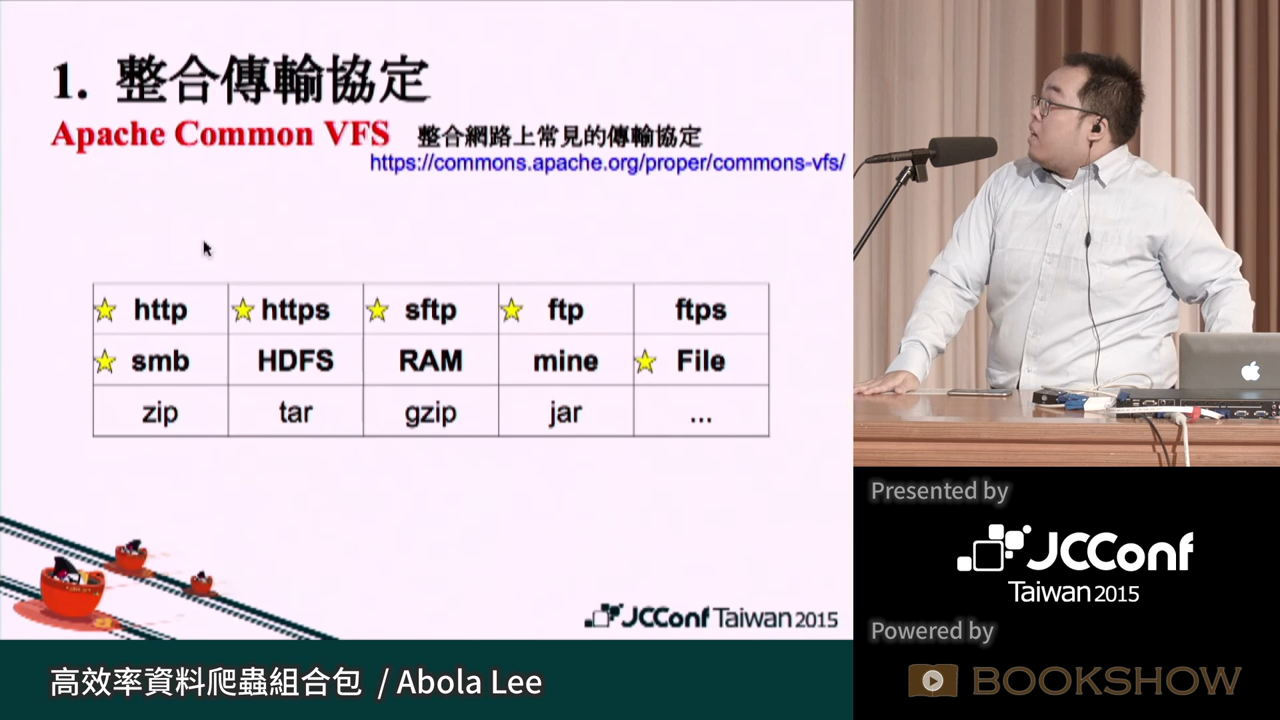 1. 整合傳輸協定
Apache Common VFS 整合網路上常見的傳輸協定
https://commons.apache.org/proper/commons-vfs/
http https sftp ftp ftps
smb HDFS RAM mine File
zip tar gzip jar ...
JCConf Taiwan 2015
高效率資料爬蟲組合包 / Abola Lee
Presented by
JCConf
Taiwan 2015
Powered by
BOOKSHOW